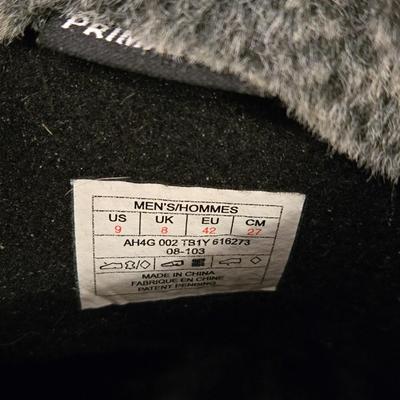 PRIM
MEN'S/HOMMES
US UK EU CM
9 8 42 27
AH4G 002 TB1Y 616273
08-103
MADE IN CHINA
FABRIQUE EN CHINE
PATENT PENDING